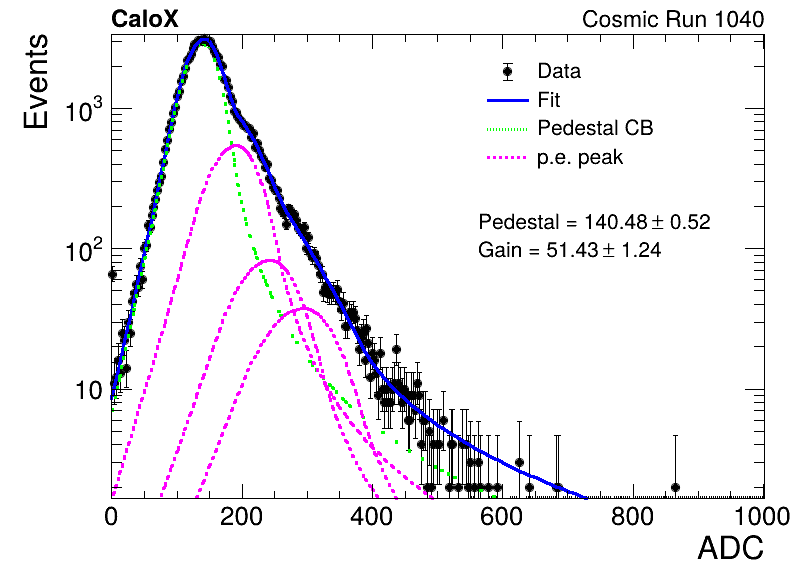 CaloX Cosmic Run 1040
Events
Data
Fit
Pedestal CB
p.e. peak
Pedestal = 140.48 ± 0.52
Gain = 51.43 ± 1.24
10³
10²
10
0 200 400 600 800 1000
ADC